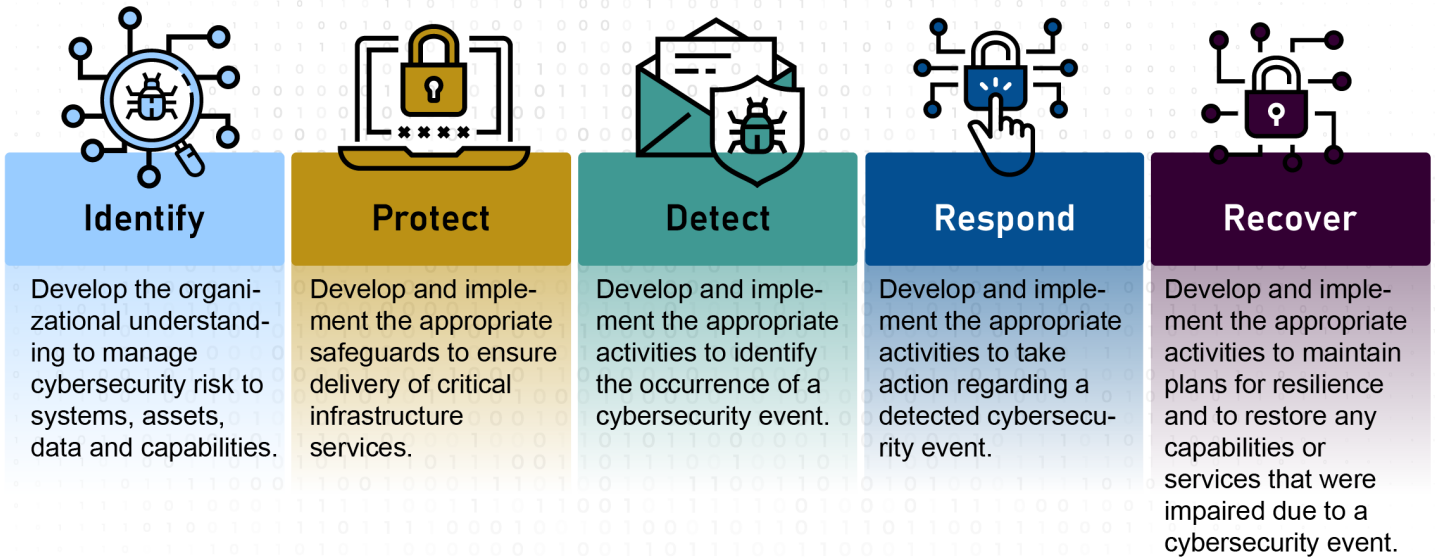 Identify
Develop the organi-
zational understand-
ing to manage
cybersecurity risk to
systems, assets,
data and capabilities.
Protect
Develop and imple-
ment the appropriate
safeguards to ensure
delivery of critical
infrastructure
services.
Detect
Develop and imple-
ment the appropriate
activities to identify
the occurrence of a
cybersecurity event.
Respond
Develop and imple-
ment the appropriate
activities to take
action regarding a
detected cybersecu-
rity event.
Recover
Develop and imple-
ment the appropriate
activities to maintain
plans for resilience
and to restore any
capabilities or
services that were
impaired due to a
cybersecurity event.